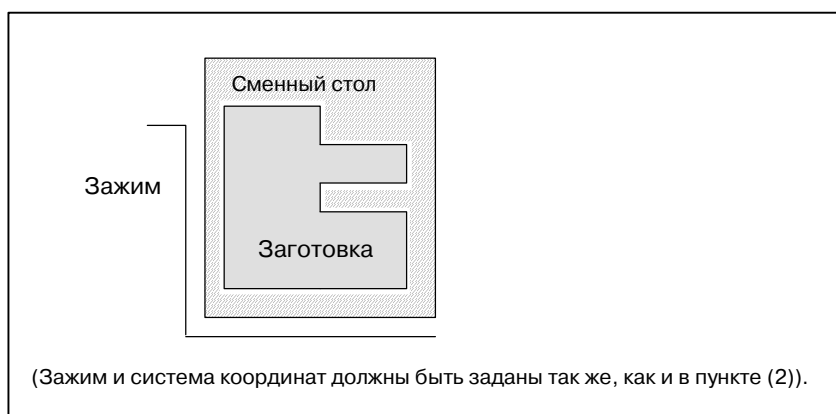 Сменный стол
Зажим
Заготовка
(Зажим и система координат должны быть заданы так же, как и в пункте (2)).